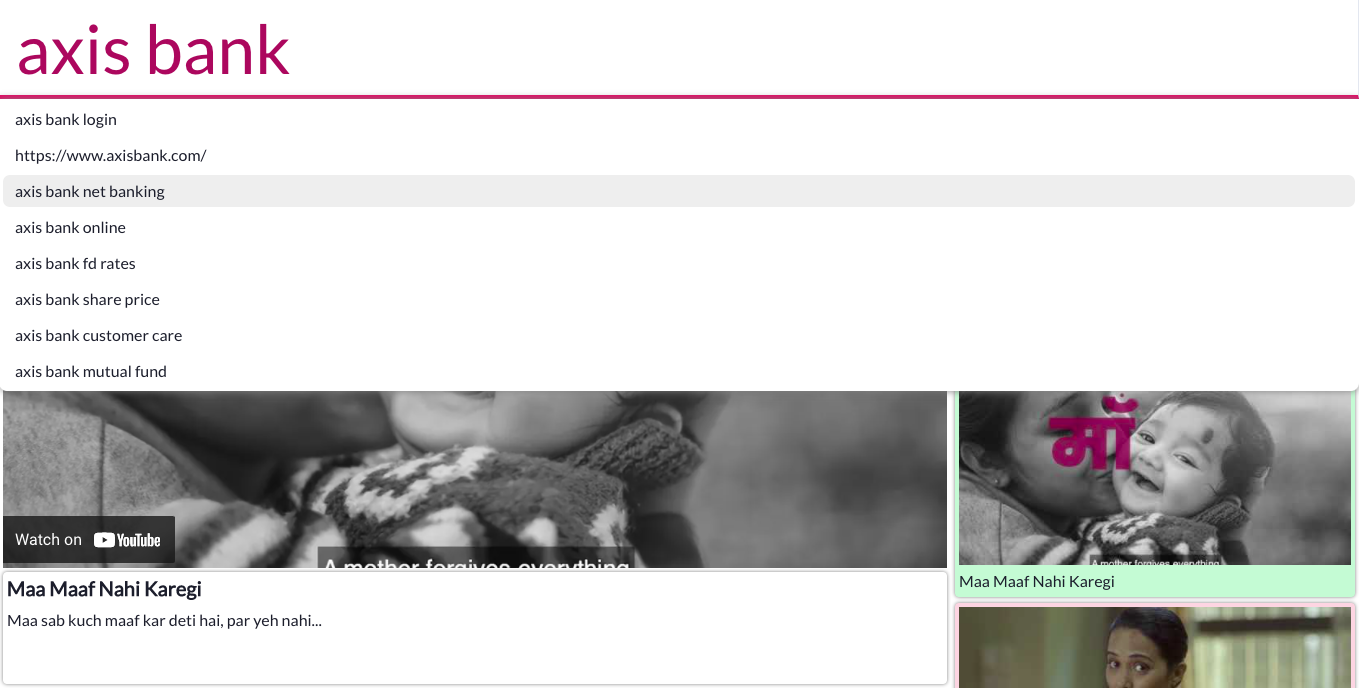 axis bank
axis bank login
https://www.axisbank.com/
axis bank net banking
axis bank online
axis bank fd rates
axis bank share price
axis bank customer care
axis bank mutual fund
Watch on YouTube
A mother forgives everything
Maa Maaf Nahi Karegi
Maa sab kuch maaf kar deti hai, par yeh nahi...
माँ
A mother forgives everything
Maa Maaf Nahi Karegi